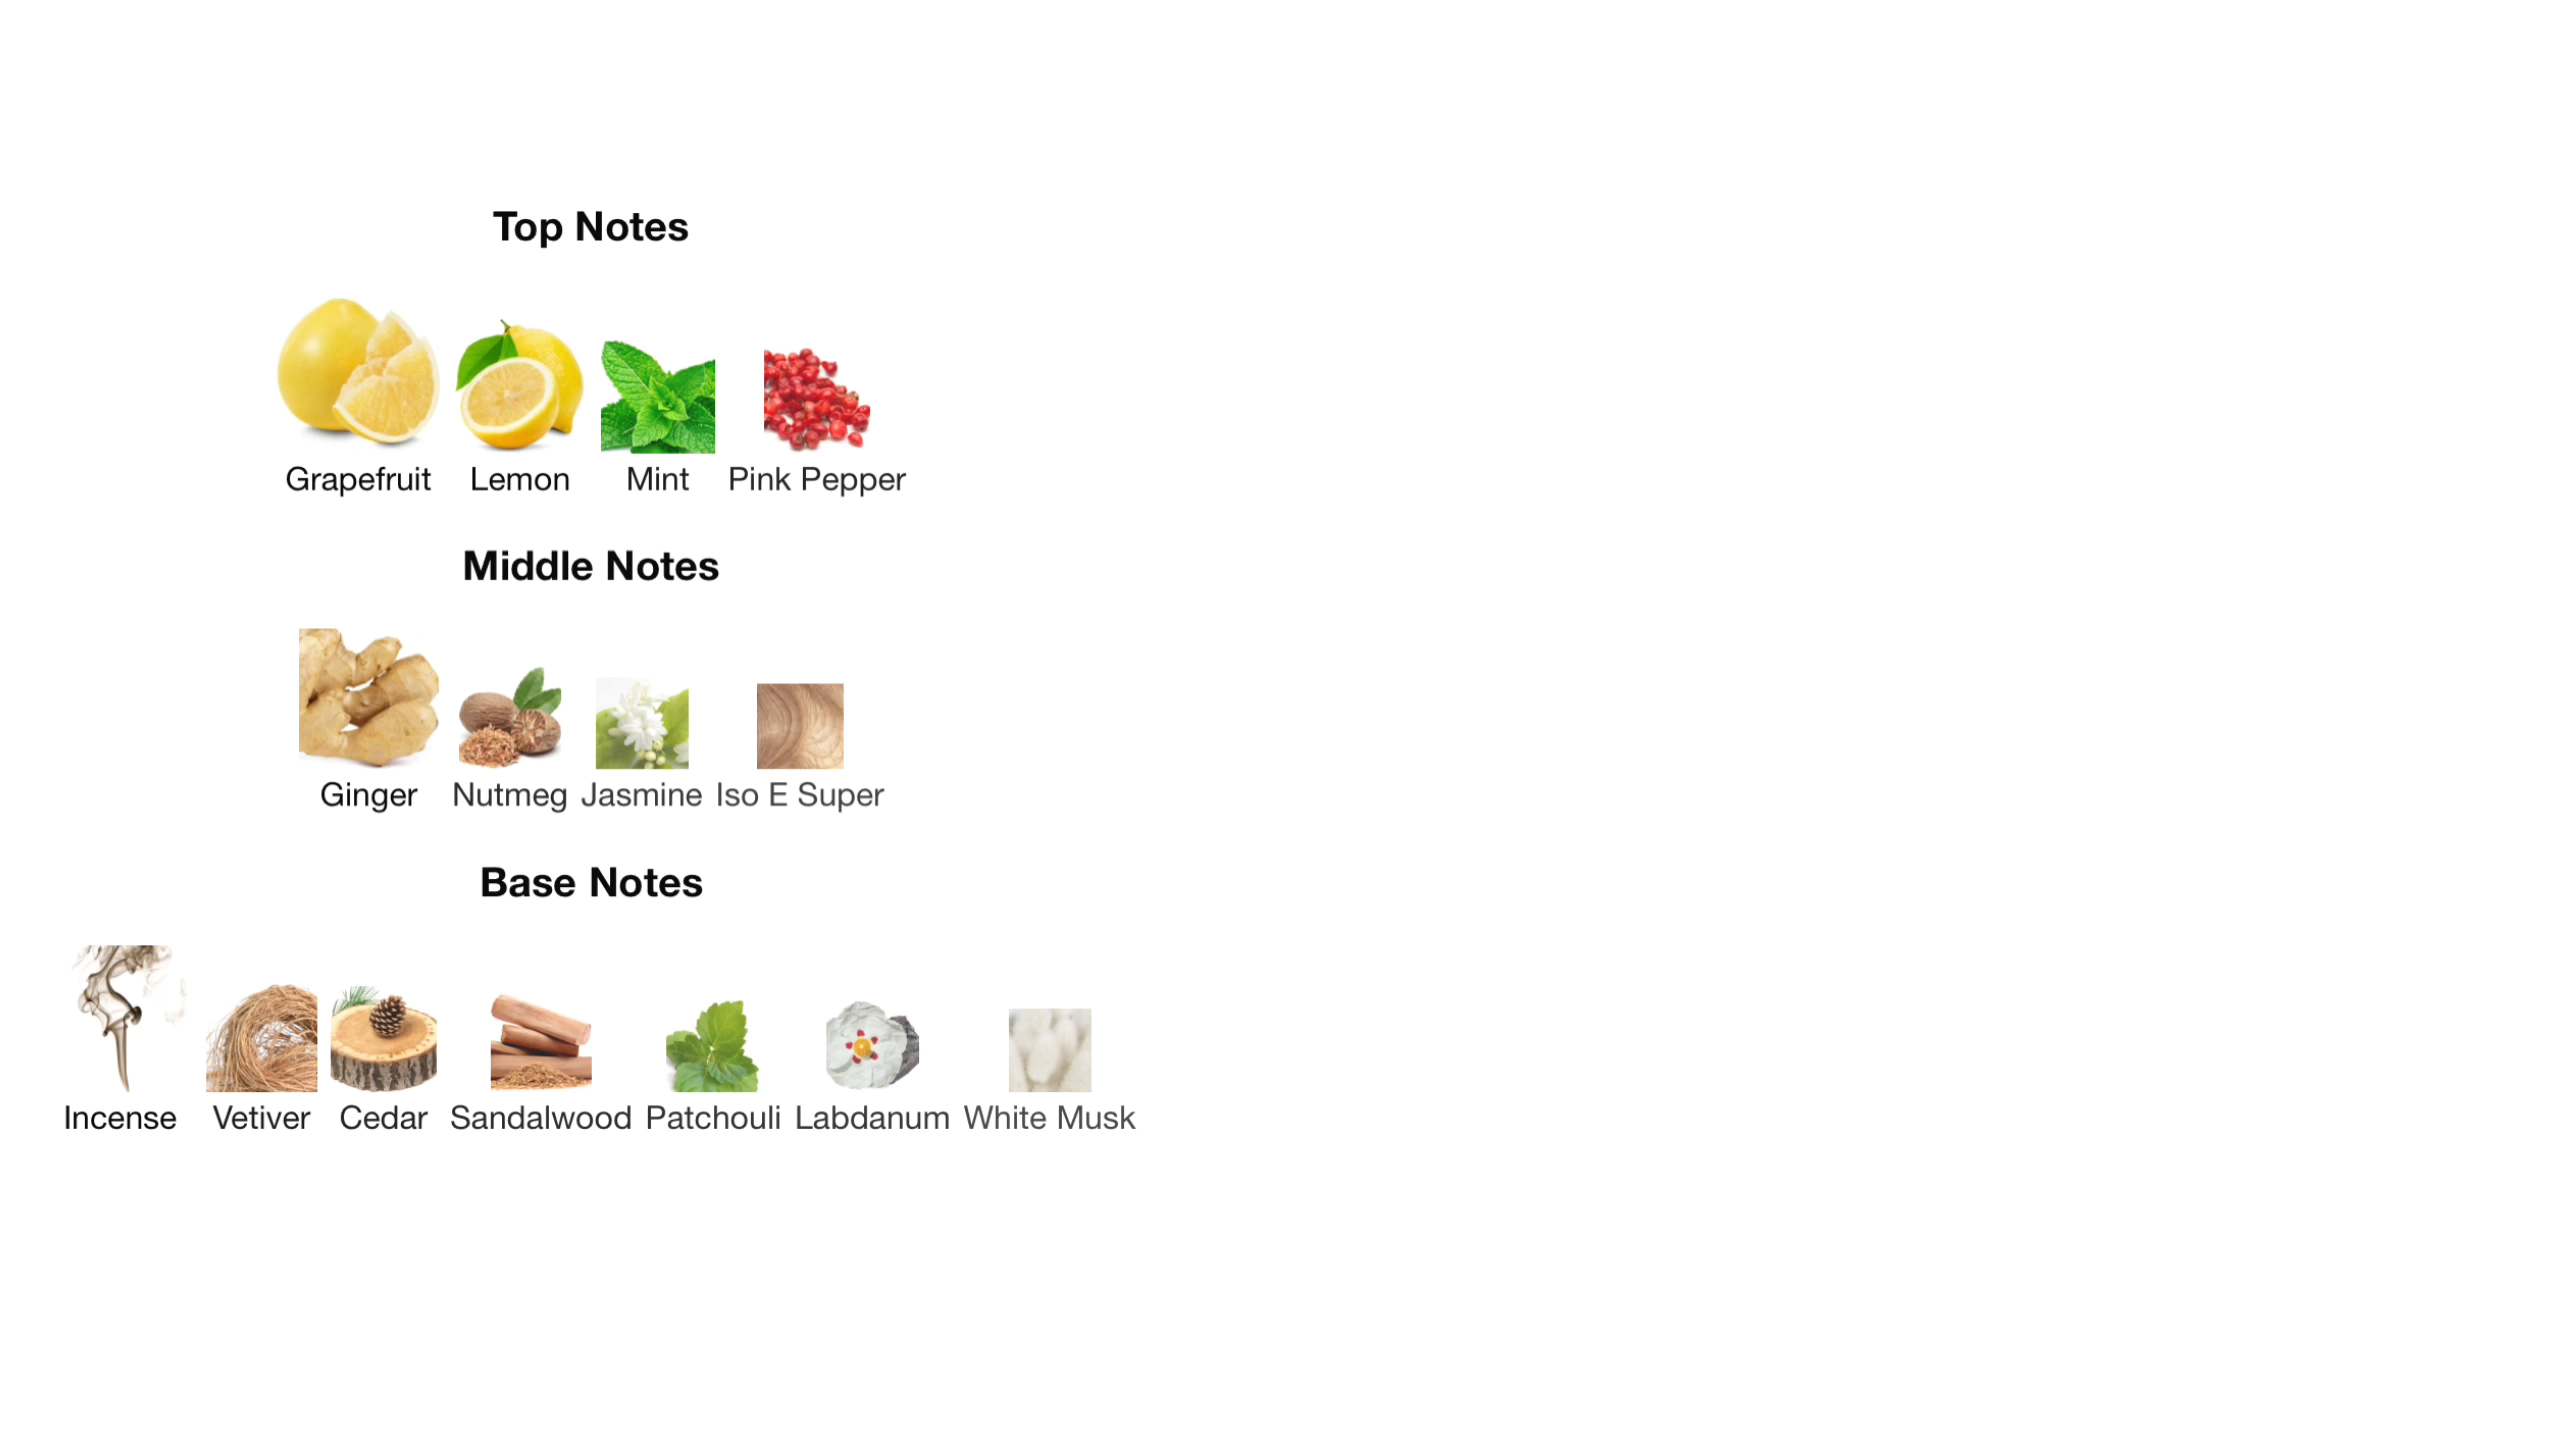 Top Notes
Grapefruit Lemon Mint Pink Pepper
Middle Notes
Ginger Nutmeg Jasmine Iso E Super
Base Notes
Incense Vetiver Cedar Sandalwood Patchouli Labdanum White Musk